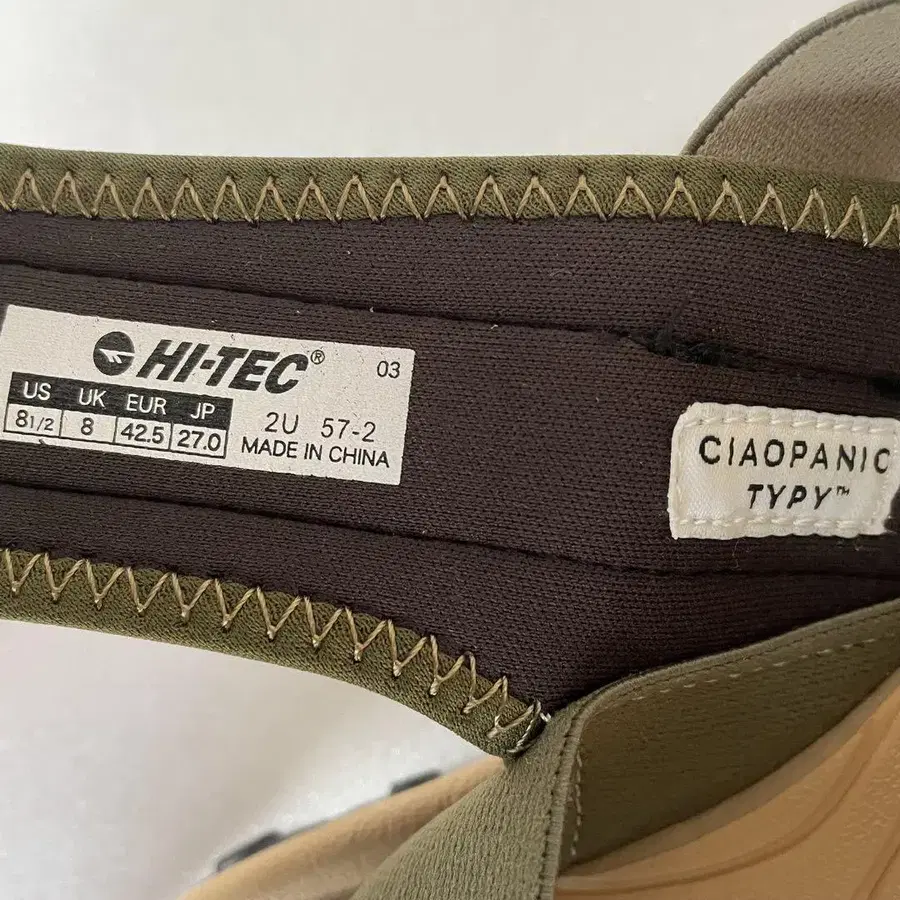 HI-TEC® 03
US UK EUR JP
8 1/2 8 42.5 27.0
2U 57-2
MADE IN CHINA
CIAOPANIC
TYPY™